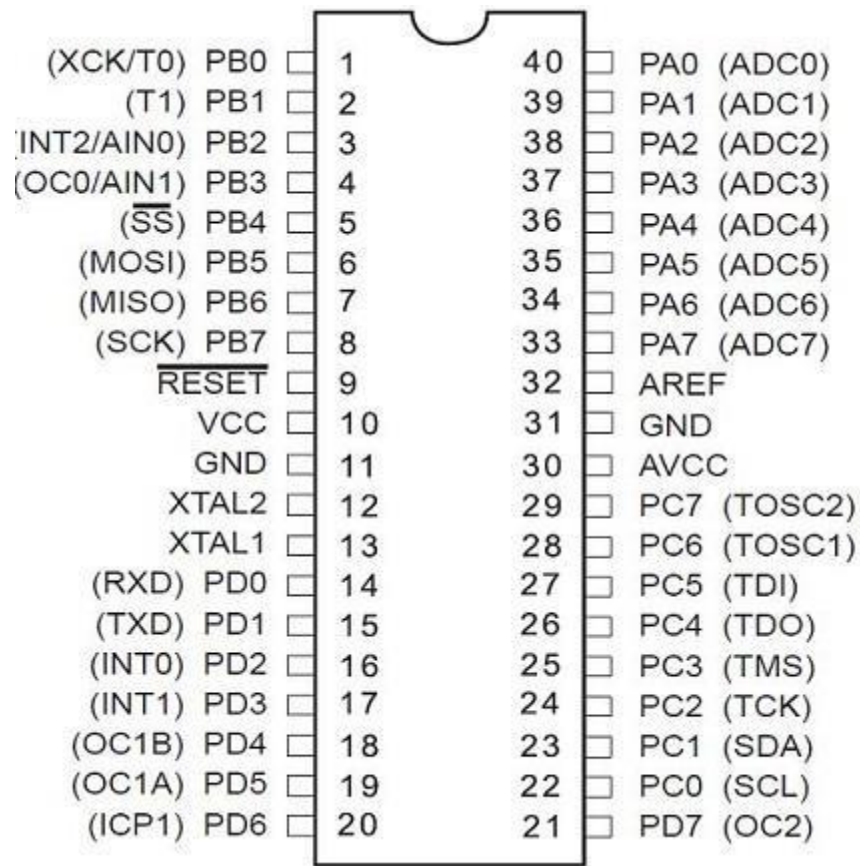 (XCK/T0) PB0 1 40 PA0 (ADC0)
(T1) PB1 2 39 PA1 (ADC1)
INT2/AIN0) PB2 3 38 PA2 (ADC2)
(OC0/AIN1) PB3 4 37 PA3 (ADC3)
(SS) PB4 5 36 PA4 (ADC4)
(MOSI) PB5 6 35 PA5 (ADC5)
(MISO) PB6 7 34 PA6 (ADC6)
(SCK) PB7 8 33 PA7 (ADC7)
RESET 9 32 AREF
VCC 10 31 GND
GND 11 30 AVCC
XTAL2 12 29 PC7 (TOSC2)
XTAL1 13 28 PC6 (TOSC1)
(RXD) PD0 14 27 PC5 (TDI)
(TXD) PD1 15 26 PC4 (TDO)
(INT0) PD2 16 25 PC3 (TMS)
(INT1) PD3 17 24 PC2 (TCK)
(OC1B) PD4 18 23 PC1 (SDA)
(OC1A) PD5 19 22 PC0 (SCL)
(ICP1) PD6 20 21 PD7 (OC2)